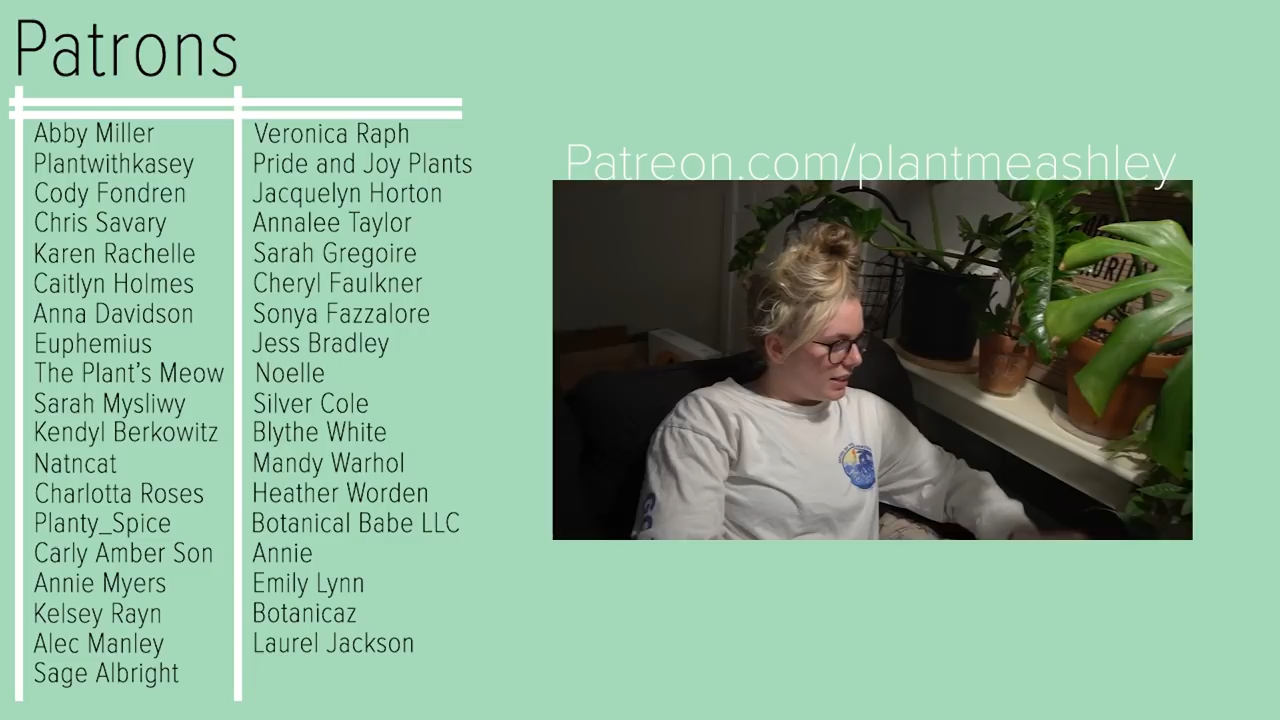 Patrons
Abby Miller
Plantwithkasey
Cody Fondren
Chris Savary
Karen Rachelle
Caitlyn Holmes
Anna Davidson
Euphemius
The Plant's Meow
Sarah Mysliwy
Kendyl Berkowitz
Natncat
Charlotta Roses
Planty_Spice
Carly Amber Son
Annie Myers
Kelsey Rayn
Alec Manley
Sage Albright
Veronica Raph
Pride and Joy Plants
Jacquelyn Horton
Annalee Taylor
Sarah Gregoire
Cheryl Faulkner
Sonya Fazzalore
Jess Bradley
Noelle
Silver Cole
Blythe White
Mandy Warhol
Heather Worden
Botanical Babe LLC
Annie
Emily Lynn
Botanicaz
Laurel Jackson
Patreon.com/plantmeashley